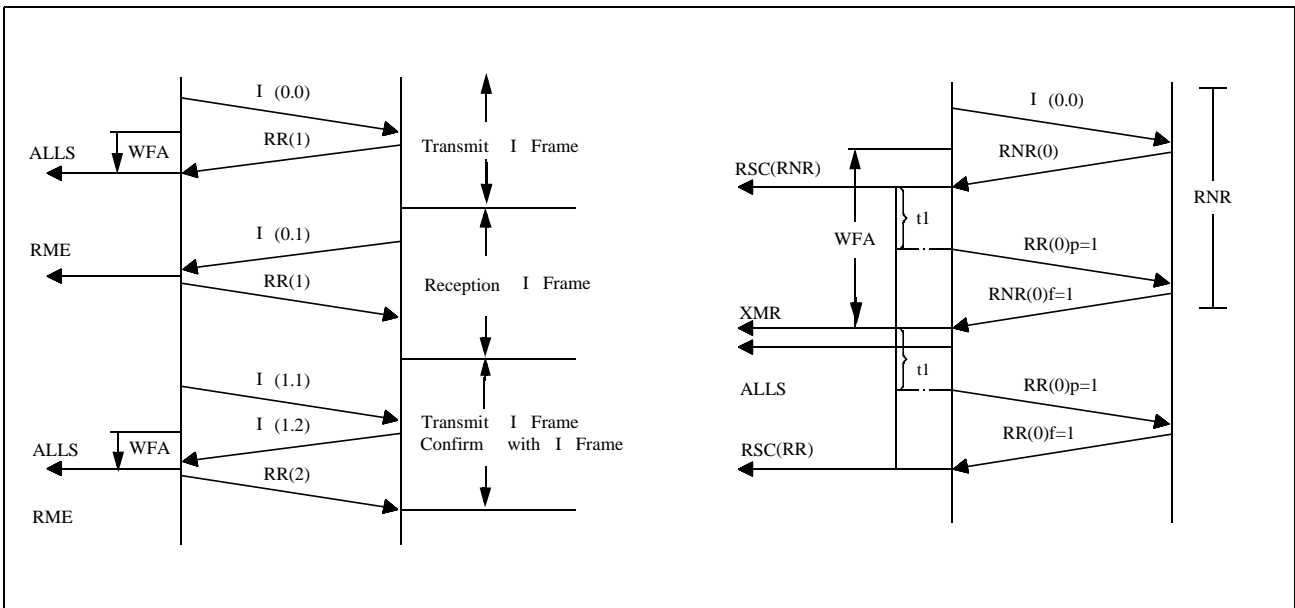 I (0.0)
RR(1)
WFA
ALLS
Transmit I Frame
I (0.1)
RME
RR(1)
Reception I Frame
I (1.1)
I (1.2)
Transmit I Frame
Confirm with I Frame
ALLS
WFA
RR(2)
RME
I (0.0)
RNR(0)
RSC(RNR)
t1
RNR
WFA
RR(0)p=1
RNR(0)f=1
XMR
t1
ALLS
RR(0)p=1
RR(0)f=1
RSC(RR)